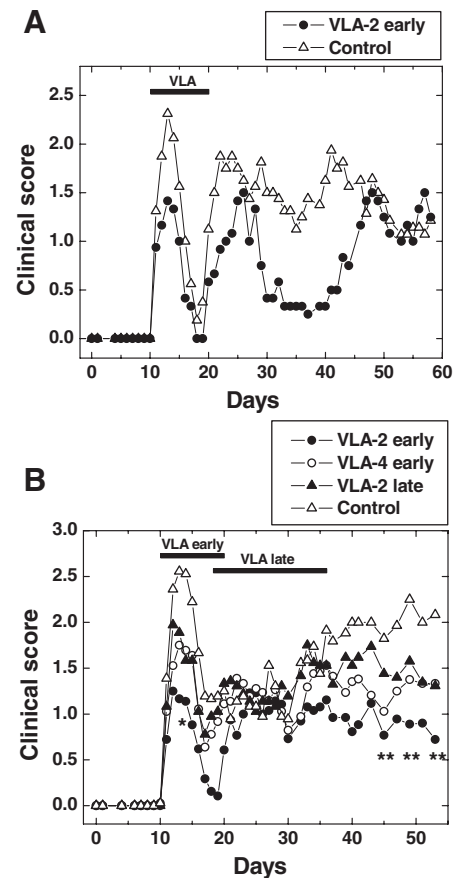 A
VLA-2 early
Control
VLA
2.5
2.0
1.5
1.0
0.5
0.0
Clinical score
0 10 20 30 40 50 60
Days
B
VLA-2 early
VLA-4 early
VLA-2 late
Control
VLA early
VLA late
3.0
2.5
2.0
1.5
1.0
0.5
0.0
Clinical score
*
** ** **
0 10 20 30 40 50
Days